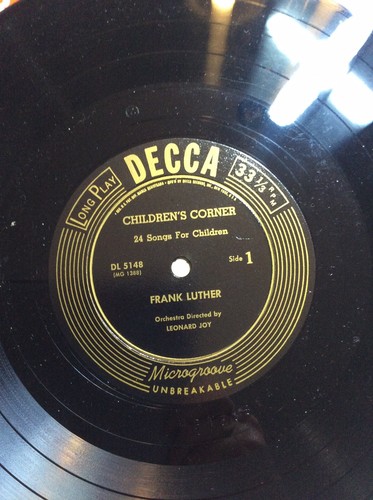 DECCA
LONG PLAY
33 1/3 RPM
CHILDREN'S CORNER
24 Songs For Children
DL 5148
(MG 1288)
Side 1
FRANK LUTHER
Orchestra Directed by
LEONARD JOY
Microgroove
UNBREAKABLE